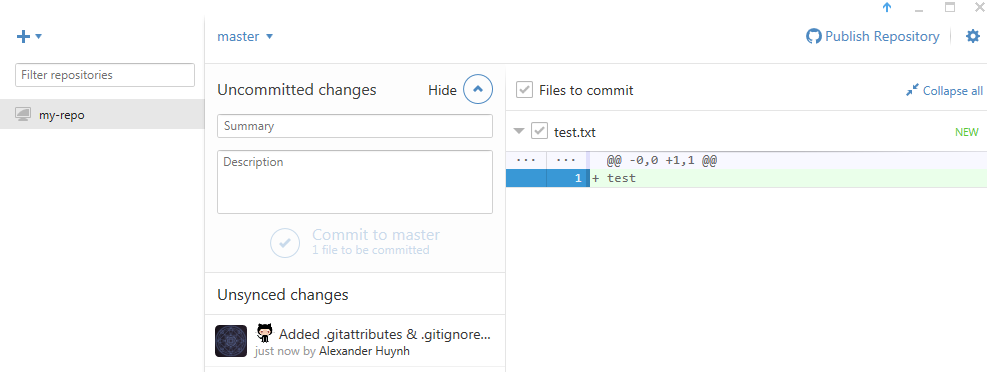 master
Publish Repository
Filter repositories
my-repo
Uncommitted changes
Hide
Summary
Description
Commit to master
1 file to be committed
Unsynced changes
Added .gitattributes & .gitignore...
just now by Alexander Huynh
Files to commit
Collapse all
test.txt
NEW
... ... @@ -0,0 +1,1 @@
1 + test